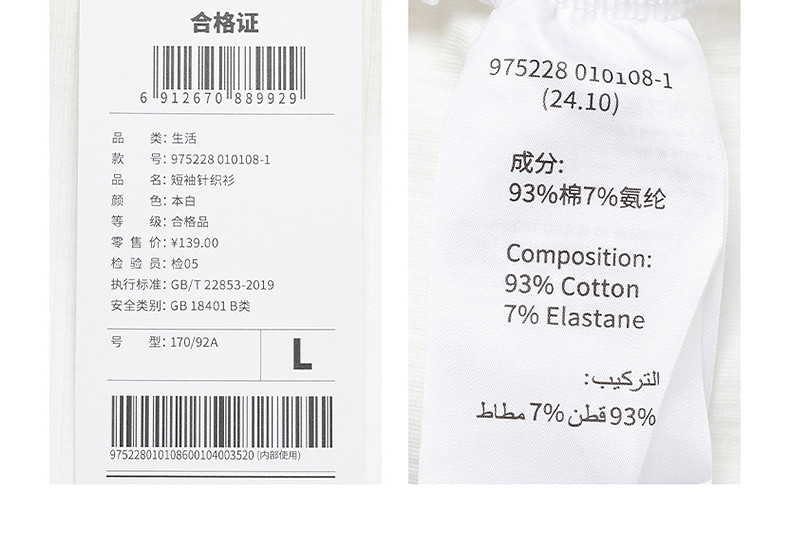 合格证
6 912670 889929
品 类: 生活
款 号: 975228 010108-1
品 名: 短袖针织衫
颜 色: 本白
等 级: 合格品
零 售 价: ¥139.00
检 验 员: 检05
执行标准: GB/T 22853-2019
安全类别: GB 18401 B类
号 型: 170/92A
L
975228010108600104003520 (内部使用)
975228 010108-1
(24.10)
成分:
93%棉7%氨纶
Composition:
93% Cotton
7% Elastane
التركيب:
93% قطن 7% مطاط